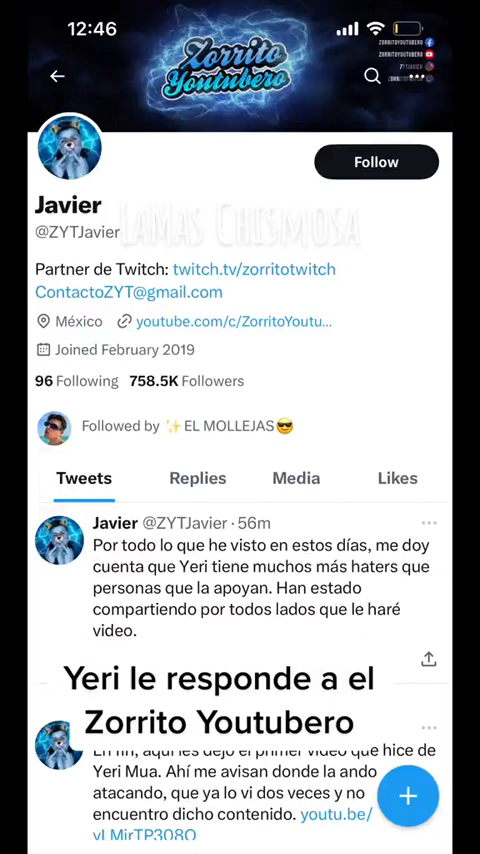 12:46
Zorrito
Youtubero
ZORRITOYOUTUBERO
ZORRITOYOUTUBERO
ZYTJAVIER
Follow
Javier
LaMas Chismosa
@ZYTJavier
Partner de Twitch: twitch.tv/zorritotwitch
ContactoZYT@gmail.com
México youtube.com/c/ZorritoYoutu...
Joined February 2019
96 Following 758.5K Followers
Followed by ✨EL MOLLEJAS😎
Tweets Replies Media Likes
Javier @ZYTJavier · 56m
Por todo lo que he visto en estos días, me doy
cuenta que Yeri tiene muchos más haters que
personas que la apoyan. Han estado
compartiendo por todos lados que le haré
video.
Yeri le responde a el
Zorrito Youtubero
En fin, aquí les dejo el primer video que hice de
Yeri Mua. Ahí me avisan donde la ando
atacando, que ya lo vi dos veces y no
encuentro dicho contenido. youtu.be/
vLMirTP308Q